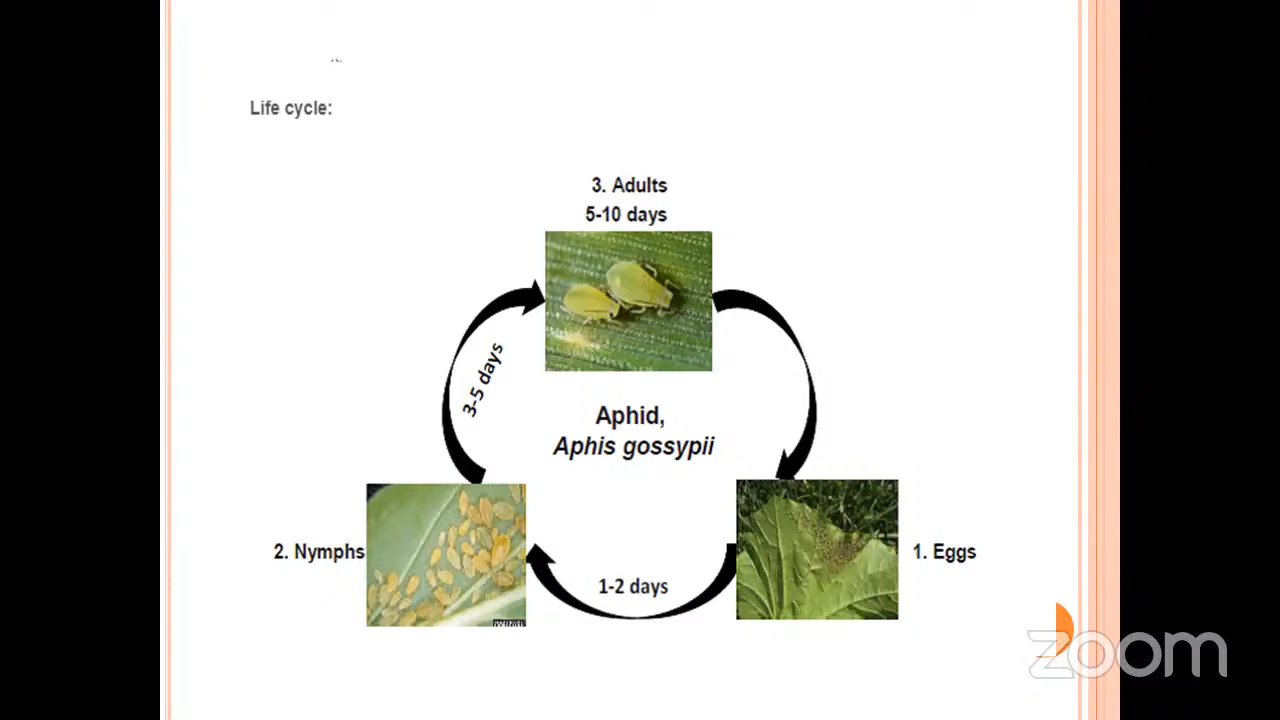 Life cycle:
3. Adults
5-10 days
3-5 days
Aphid,
Aphis gossypii
2. Nymphs
1. Eggs
1-2 days
zoom